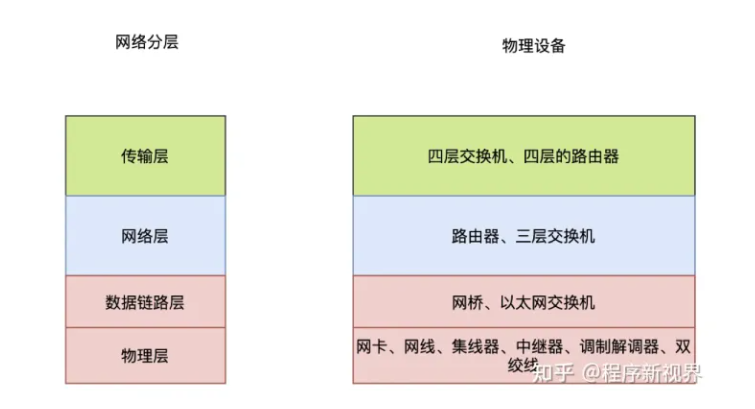 网络分层
物理设备
传输层
四层交换机、四层的路由器
网络层
路由器、三层交换机
数据链路层
网桥、以太网交换机
物理层
网卡、网线、集线器、中继器、调制解调器、双
绞线
知乎 @程序新视界